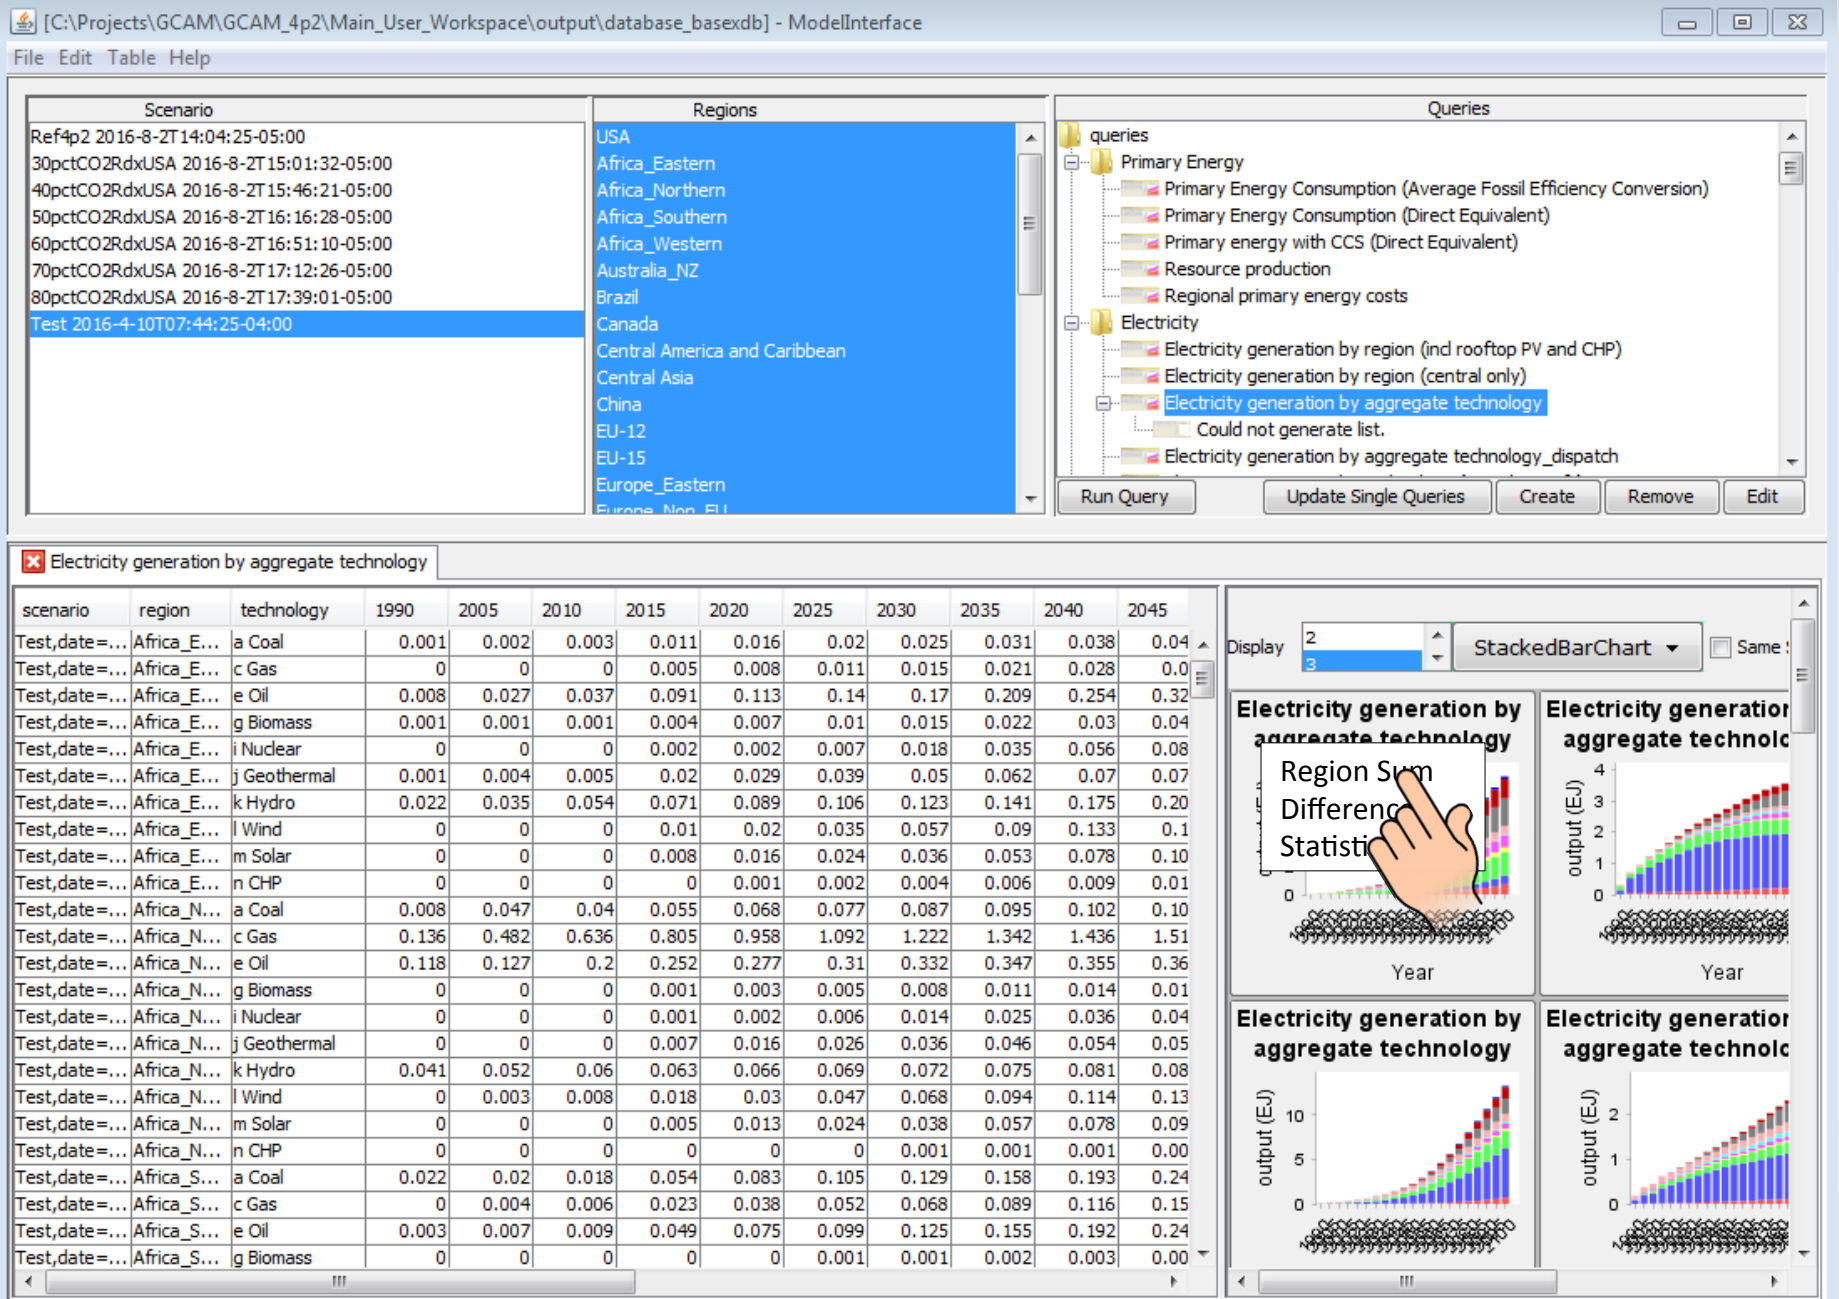 [C:\Projects\GCAM\GCAM_4p2\Main_User_Workspace\output\database_basexdb] - ModelInterface
File Edit Table Help
Scenario
Ref4p2 2016-8-2T14:04:25-05:00
30pctCO2RdxUSA 2016-8-2T15:01:32-05:00
40pctCO2RdxUSA 2016-8-2T15:46:21-05:00
50pctCO2RdxUSA 2016-8-2T16:16:28-05:00
60pctCO2RdxUSA 2016-8-2T16:51:10-05:00
70pctCO2RdxUSA 2016-8-2T17:12:26-05:00
80pctCO2RdxUSA 2016-8-2T17:39:01-05:00
Test 2016-4-10T07:44:25-04:00
Regions
USA
Africa_Eastern
Africa_Northern
Africa_Southern
Africa_Western
Australia_NZ
Brazil
Canada
Central America and Caribbean
Central Asia
China
EU-12
EU-15
Europe_Eastern
Europe_Non_EU
Queries
queries
Primary Energy
Primary Energy Consumption (Average Fossil Efficiency Conversion)
Primary Energy Consumption (Direct Equivalent)
Primary energy with CCS (Direct Equivalent)
Resource production
Regional primary energy costs
Electricity
Electricity generation by region (incl rooftop PV and CHP)
Electricity generation by region (central only)
Electricity generation by aggregate technology
Could not generate list.
Electricity generation by aggregate technology_dispatch
Run Query Update Single Queries Create Remove Edit
Electricity generation by aggregate technology
scenario region technology 1990 2005 2010 2015 2020 2025 2030 2035 2040 2045
Test,date=... Africa_E... a Coal 0.001 0.002 0.003 0.011 0.016 0.02 0.025 0.031 0.038 0.04
Test,date=... Africa_E... c Gas 0 0 0 0.005 0.008 0.011 0.015 0.021 0.028 0.0
Test,date=... Africa_E... e Oil 0.008 0.027 0.037 0.091 0.113 0.14 0.17 0.209 0.254 0.32
Test,date=... Africa_E... g Biomass 0.001 0.001 0.001 0.004 0.007 0.01 0.015 0.022 0.03 0.04
Test,date=... Africa_E... i Nuclear 0 0 0 0.002 0.002 0.007 0.018 0.035 0.056 0.08
Test,date=... Africa_E... j Geothermal 0.001 0.004 0.005 0.02 0.029 0.039 0.05 0.062 0.07 0.07
Test,date=... Africa_E... k Hydro 0.022 0.035 0.054 0.071 0.089 0.106 0.123 0.141 0.175 0.20
Test,date=... Africa_E... l Wind 0 0 0 0.01 0.02 0.035 0.057 0.09 0.133 0.1
Test,date=... Africa_E... m Solar 0 0 0 0.008 0.016 0.024 0.036 0.053 0.078 0.10
Test,date=... Africa_E... n CHP 0 0 0 0 0.001 0.002 0.004 0.006 0.009 0.01
Test,date=... Africa_N... a Coal 0.008 0.047 0.04 0.055 0.068 0.077 0.087 0.095 0.102 0.10
Test,date=... Africa_N... c Gas 0.136 0.482 0.636 0.805 0.958 1.092 1.222 1.342 1.436 1.51
Test,date=... Africa_N... e Oil 0.118 0.127 0.2 0.252 0.277 0.31 0.332 0.347 0.355 0.36
Test,date=... Africa_N... g Biomass 0 0 0 0.001 0.003 0.005 0.008 0.011 0.014 0.01
Test,date=... Africa_N... i Nuclear 0 0 0 0.001 0.002 0.006 0.014 0.025 0.036 0.04
Test,date=... Africa_N... j Geothermal 0 0 0 0.007 0.016 0.026 0.036 0.046 0.054 0.05
Test,date=... Africa_N... k Hydro 0.041 0.052 0.06 0.063 0.066 0.069 0.072 0.075 0.081 0.08
Test,date=... Africa_N... l Wind 0 0.003 0.008 0.018 0.03 0.047 0.068 0.094 0.114 0.13
Test,date=... Africa_N... m Solar 0 0 0 0.005 0.013 0.024 0.038 0.057 0.078 0.09
Test,date=... Africa_N... n CHP 0 0 0 0 0 0 0.001 0.001 0.001 0.00
Test,date=... Africa_S... a Coal 0.022 0.02 0.018 0.054 0.083 0.105 0.129 0.158 0.193 0.24
Test,date=... Africa_S... c Gas 0 0.004 0.006 0.023 0.038 0.052 0.068 0.089 0.116 0.15
Test,date=... Africa_S... e Oil 0.003 0.007 0.009 0.049 0.075 0.099 0.125 0.155 0.192 0.24
Test,date=... Africa_S... g Biomass 0 0 0 0 0 0.001 0.001 0.002 0.003 0.00
Display 2 3 StackedBarChart Same
Electricity generation by
aggregate technology
Region Sum
Differenc
Statisti
0
Year
Electricity generation
aggregate technolo
output (EJ)
4
3
2
1
0
Year
Electricity generation by
aggregate technology
output (EJ)
10
5
0
Electricity generation
aggregate technolo
output (EJ)
2
1
0